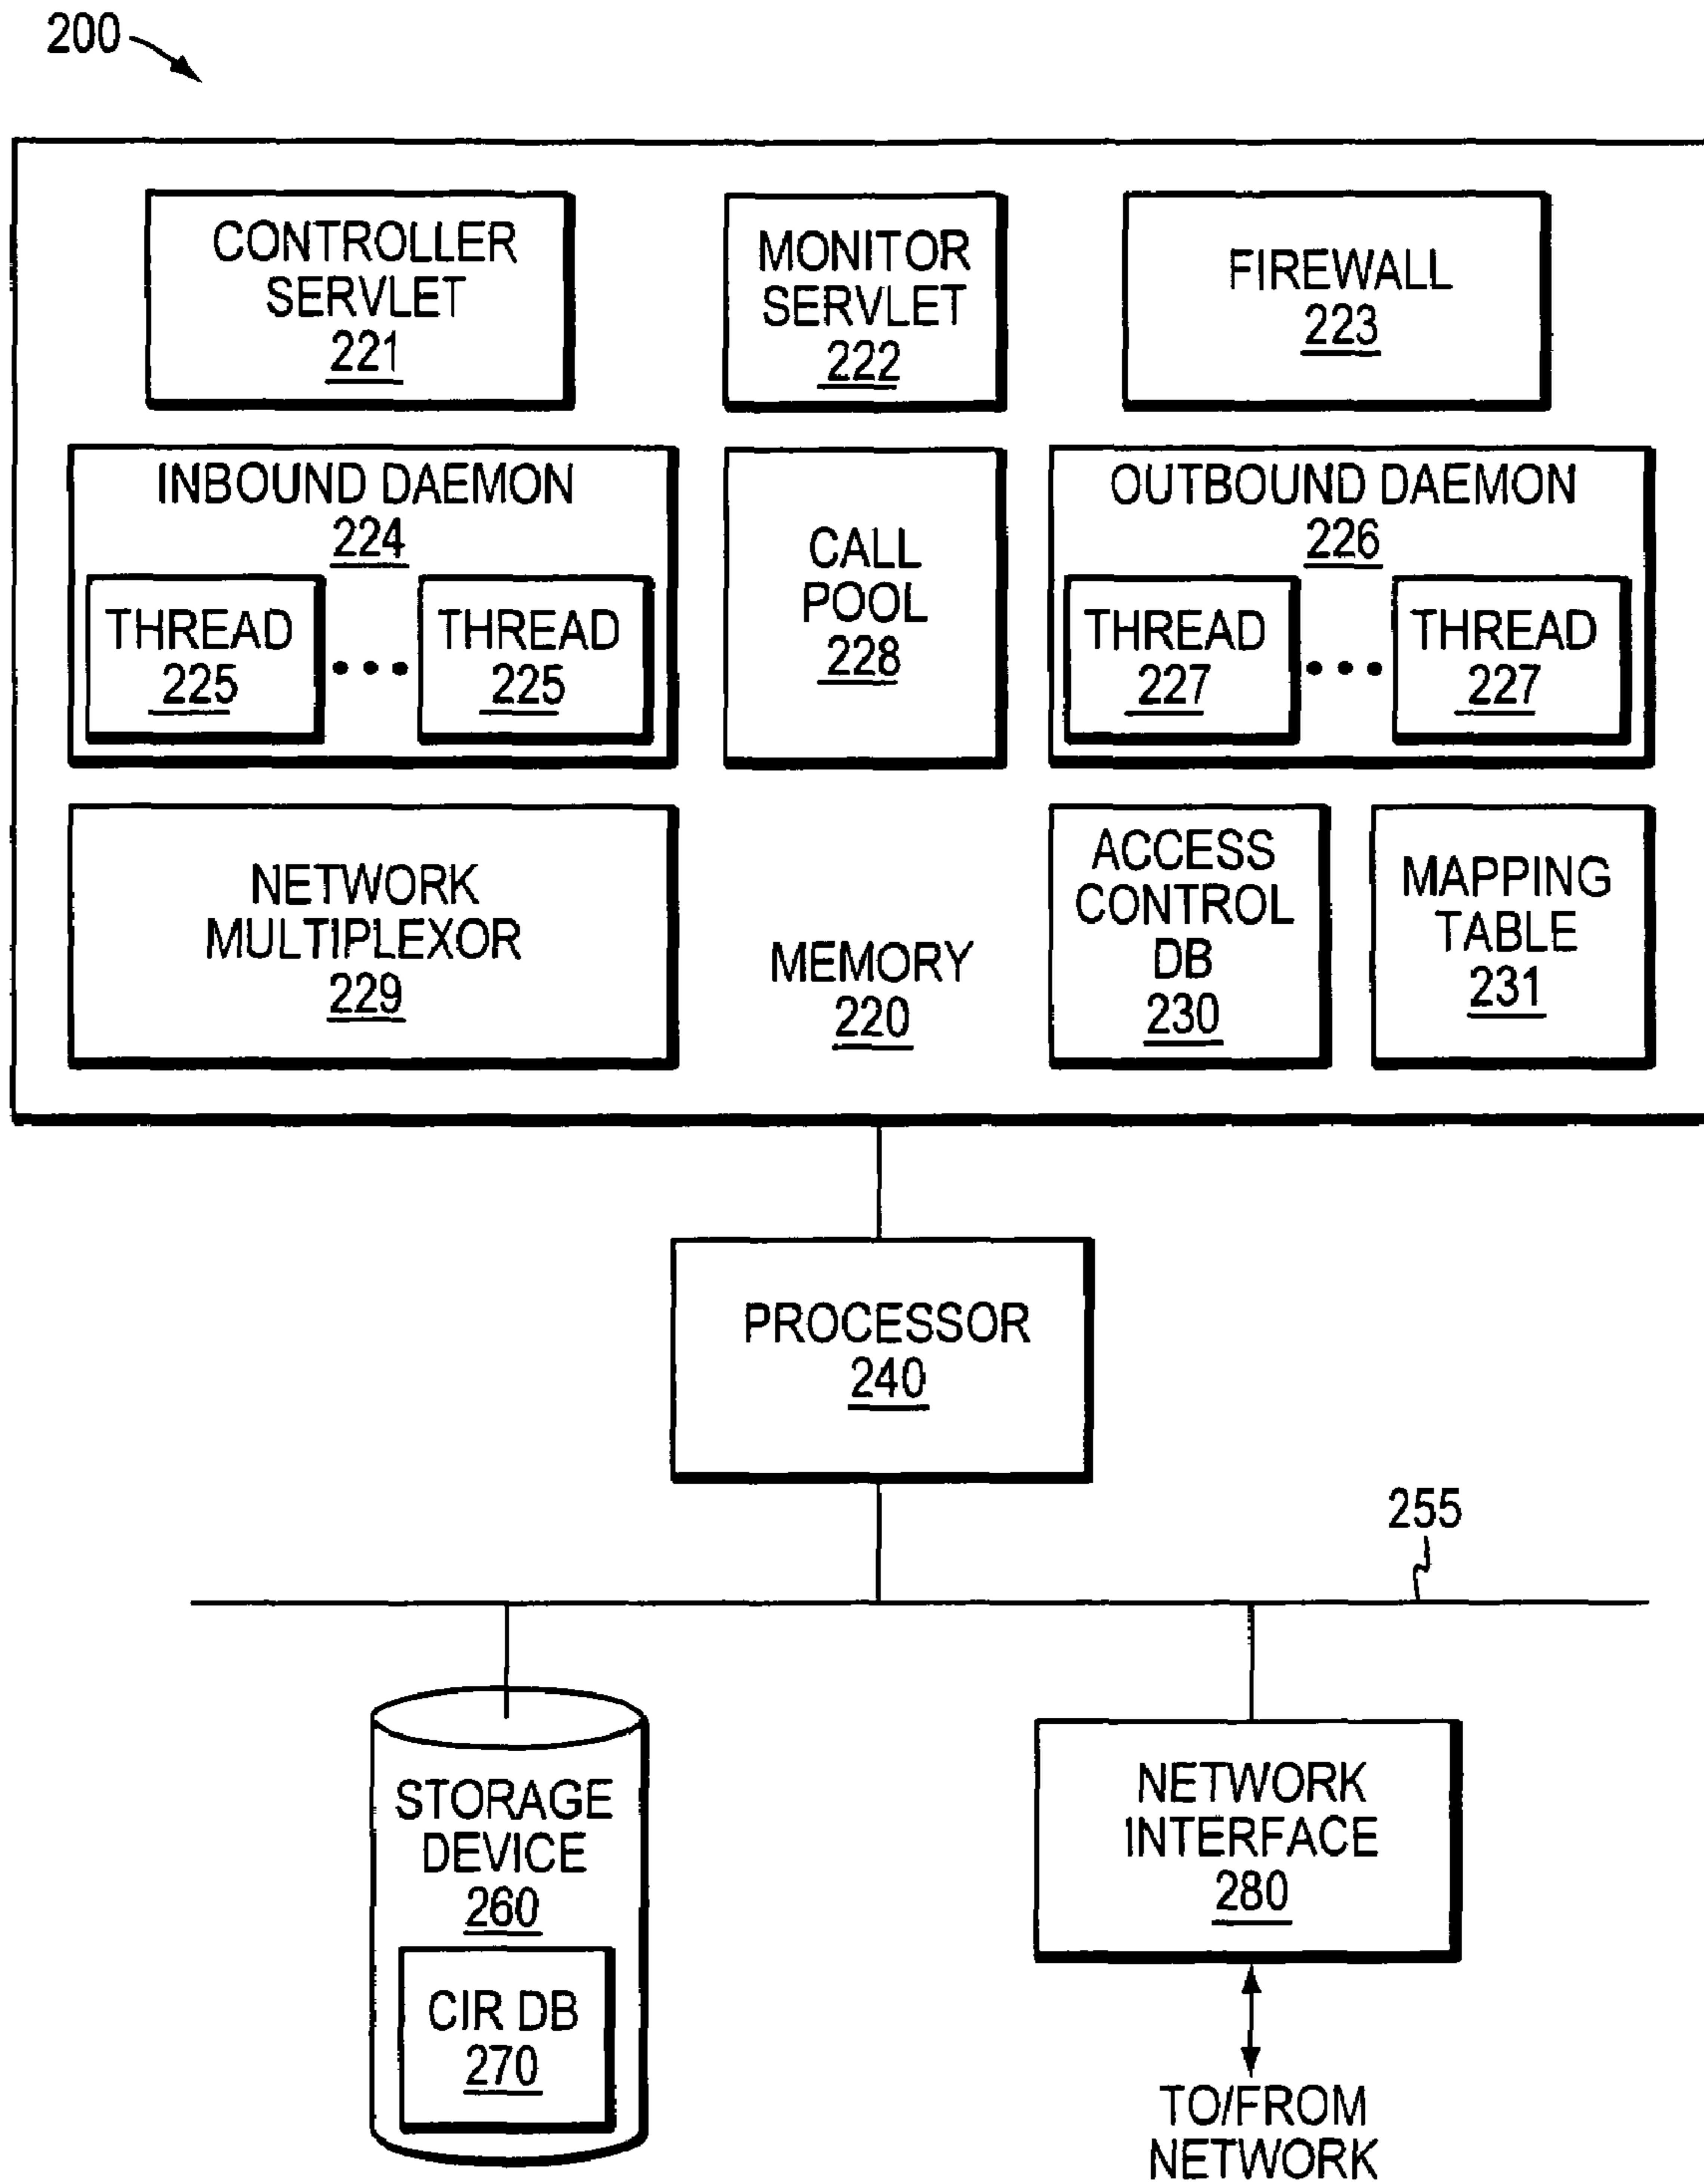 200
CONTROLLER
SERVLET
221
MONITOR
SERVLET
222
FIREWALL
223
INBOUND DAEMON
224
THREAD
225
THREAD
225
CALL
POOL
228
OUTBOUND DAEMON
226
THREAD
227
THREAD
227
NETWORK
MULTIPLEXOR
229
MEMORY
220
ACCESS
CONTROL
DB
230
MAPPING
TABLE
231
PROCESSOR
240
255
STORAGE
DEVICE
260
CIR DB
270
NETWORK
INTERFACE
280
TO/FROM
NETWORK